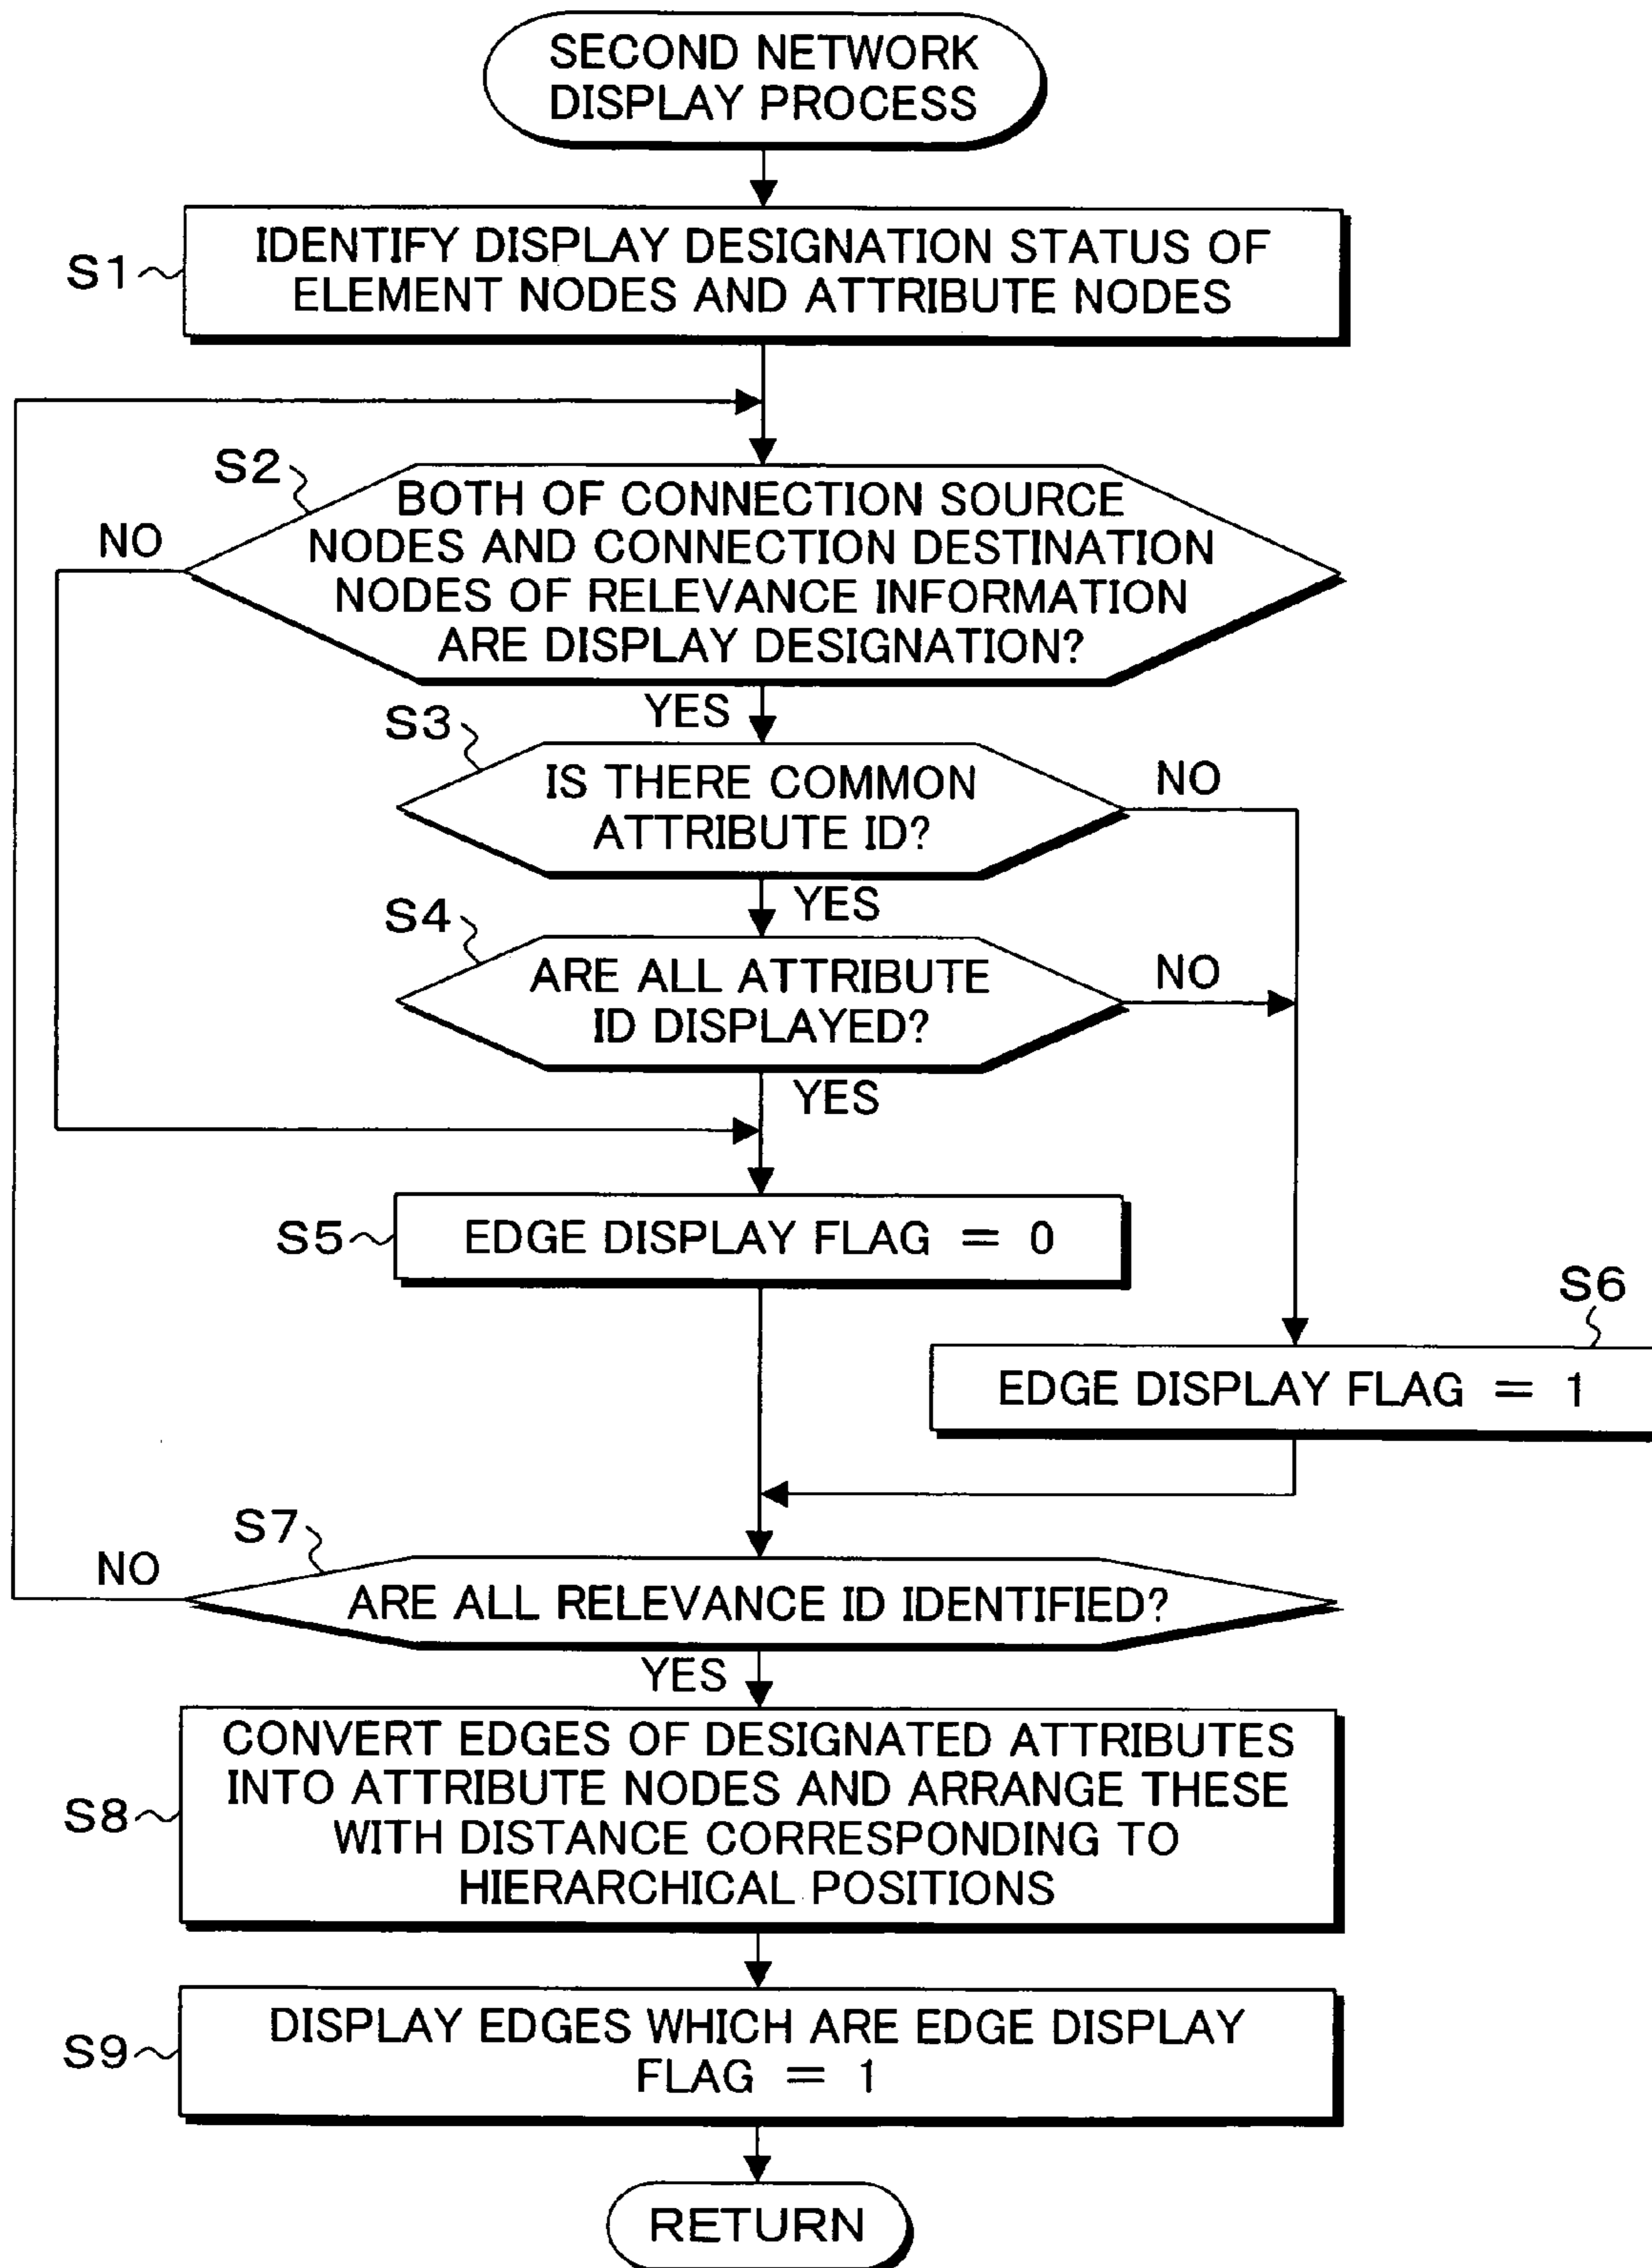 SECOND NETWORK
DISPLAY PROCESS
S1
IDENTIFY DISPLAY DESIGNATION STATUS OF
ELEMENT NODES AND ATTRIBUTE NODES
S2
NO
BOTH OF CONNECTION SOURCE
NODES AND CONNECTION DESTINATION
NODES OF RELEVANCE INFORMATION
ARE DISPLAY DESIGNATION?
YES
S3
IS THERE COMMON
ATTRIBUTE ID?
NO
YES
S4
ARE ALL ATTRIBUTE
ID DISPLAYED?
NO
YES
S5
EDGE DISPLAY FLAG = 0
S6
EDGE DISPLAY FLAG = 1
S7
NO
ARE ALL RELEVANCE ID IDENTIFIED?
YES
S8
CONVERT EDGES OF DESIGNATED ATTRIBUTES
INTO ATTRIBUTE NODES AND ARRANGE THESE
WITH DISTANCE CORRESPONDING TO
HIERARCHICAL POSITIONS
S9
DISPLAY EDGES WHICH ARE EDGE DISPLAY
FLAG = 1
RETURN